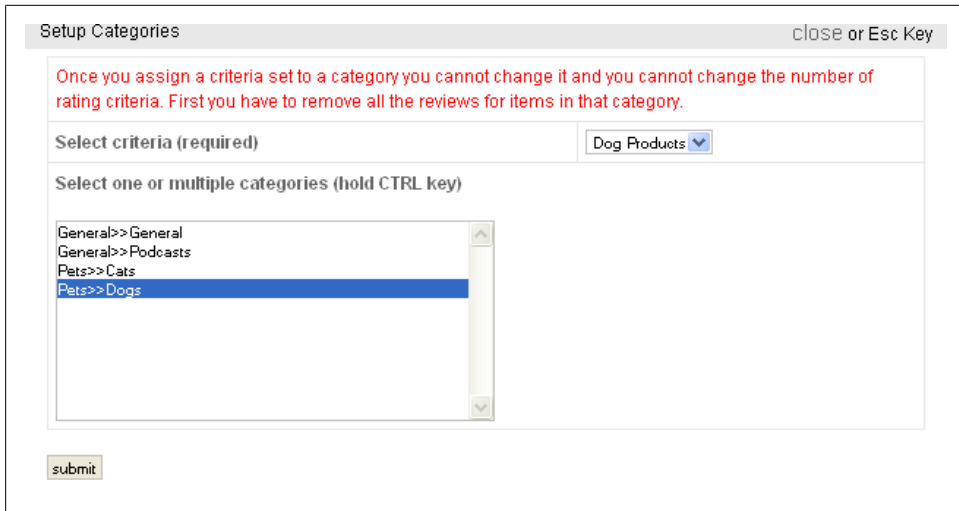 Setup Categories close or Esc Key
Once you assign a criteria set to a category you cannot change it and you cannot change the number of
rating criteria. First you have to remove all the reviews for items in that category.
Select criteria (required) Dog Products
Select one or multiple categories (hold CTRL key)
General>>General
General>>Podcasts
Pets>>Cats
Pets>>Dogs
submit